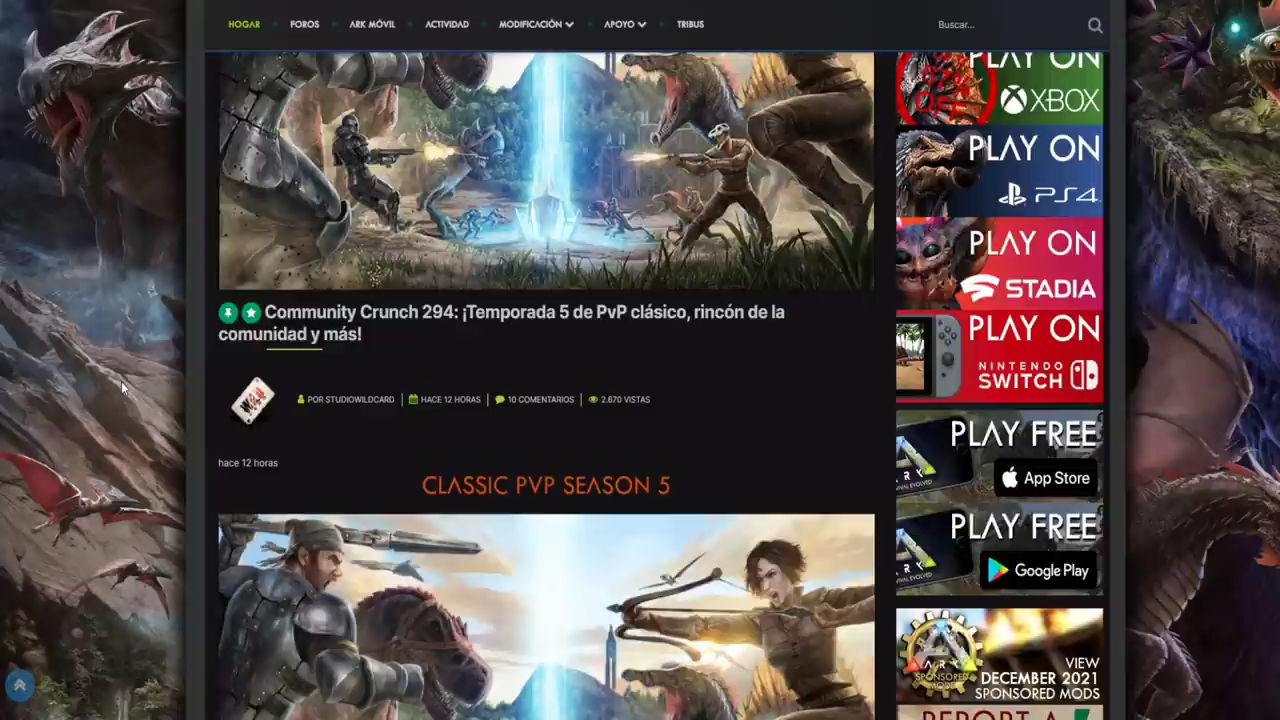 HOGAR FOROS ARK MÓVIL ACTIVIDAD MODIFICACIÓN APOYO TRIBUS Buscar...
PLAY ON
XBOX
PLAY ON
PS4
PLAY ON
STADIA
PLAY ON
NINTENDO
SWITCH
Community Crunch 294: ¡Temporada 5 de PvP clásico, rincón de la
comunidad y más!
POR STUDIOWILDCARD HACE 12 HORAS 10 COMENTARIOS 2.670 VISTAS
hace 12 horas
CLASSIC PVP SEASON 5
PLAY FREE
App Store
PLAY FREE
Google Play
ARK
SPONSORED
VIEW
DECEMBER 2021
SPONSORED MODS
REPORT A